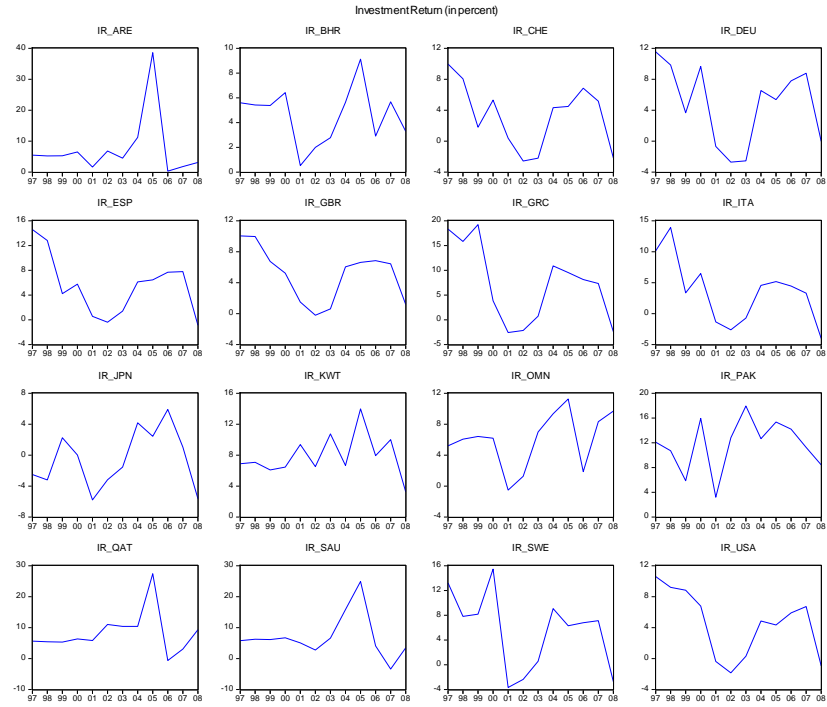 Investment Return (in percent)
IR_ARE IR_BHR IR_CHE IR_DEU
40 30 20 10 0
97 98 99 00 01 02 03 04 05 06 07 08
10 8 6 4 2 0
97 98 99 00 01 02 03 04 05 06 07 08
12 8 4 0 -4
97 98 99 00 01 02 03 04 05 06 07 08
12 8 4 0 -4
97 98 99 00 01 02 03 04 05 06 07 08
IR_ESP IR_GBR IR_GRC IR_ITA
16 12 8 4 0 -4
97 98 99 00 01 02 03 04 05 06 07 08
12 8 4 0 -4
97 98 99 00 01 02 03 04 05 06 07 08
20 15 10 5 0 -5
97 98 99 00 01 02 03 04 05 06 07 08
15 10 5 0 -5
97 98 99 00 01 02 03 04 05 06 07 08
IR_JPN IR_KWT IR_OMN IR_PAK
8 4 0 -4 -8
97 98 99 00 01 02 03 04 05 06 07 08
16 12 8 4 0
97 98 99 00 01 02 03 04 05 06 07 08
12 8 4 0 -4
97 98 99 00 01 02 03 04 05 06 07 08
20 16 12 8 4 0
97 98 99 00 01 02 03 04 05 06 07 08
IR_QAT IR_SAU IR_SWE IR_USA
30 20 10 0 -10
97 98 99 00 01 02 03 04 05 06 07 08
30 20 10 0 -10
97 98 99 00 01 02 03 04 05 06 07 08
16 12 8 4 0 -4
97 98 99 00 01 02 03 04 05 06 07 08
12 8 4 0 -4
97 98 99 00 01 02 03 04 05 06 07 08